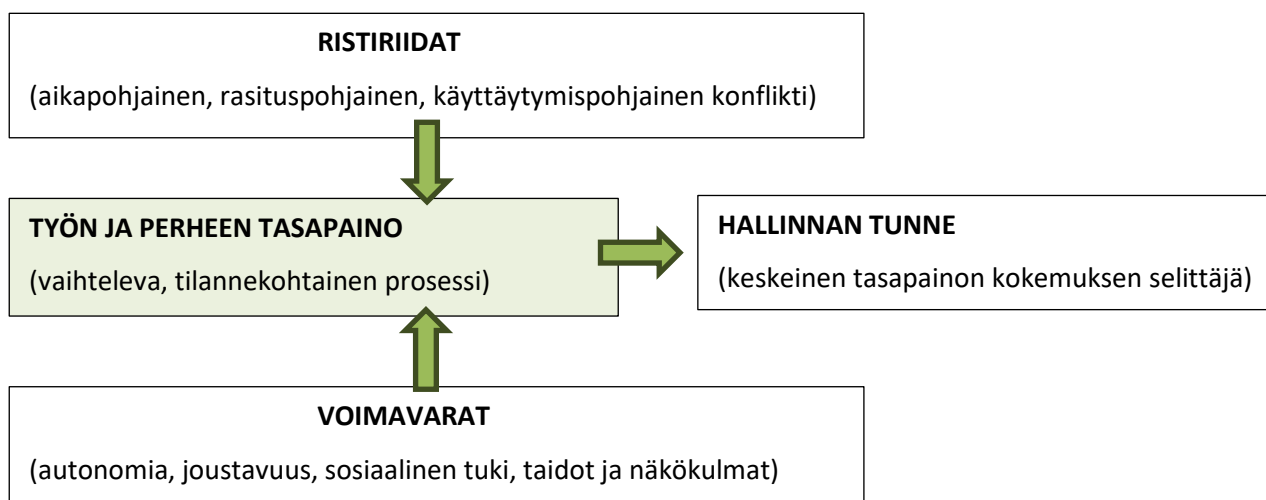 RISTIRIIDAT
(aikapohjainen, rasituspohjainen, käyttäytymispohjainen konflikti)
TYÖN JA PERHEEN TASAPAINO
(vaihteleva, tilannekohtainen prosessi)
HALLINNAN TUNNE
(keskeinen tasapainon kokemuksen selittäjä)
VOIMAVARAT
(autonomia, joustavuus, sosiaalinen tuki, taidot ja näkökulmat)